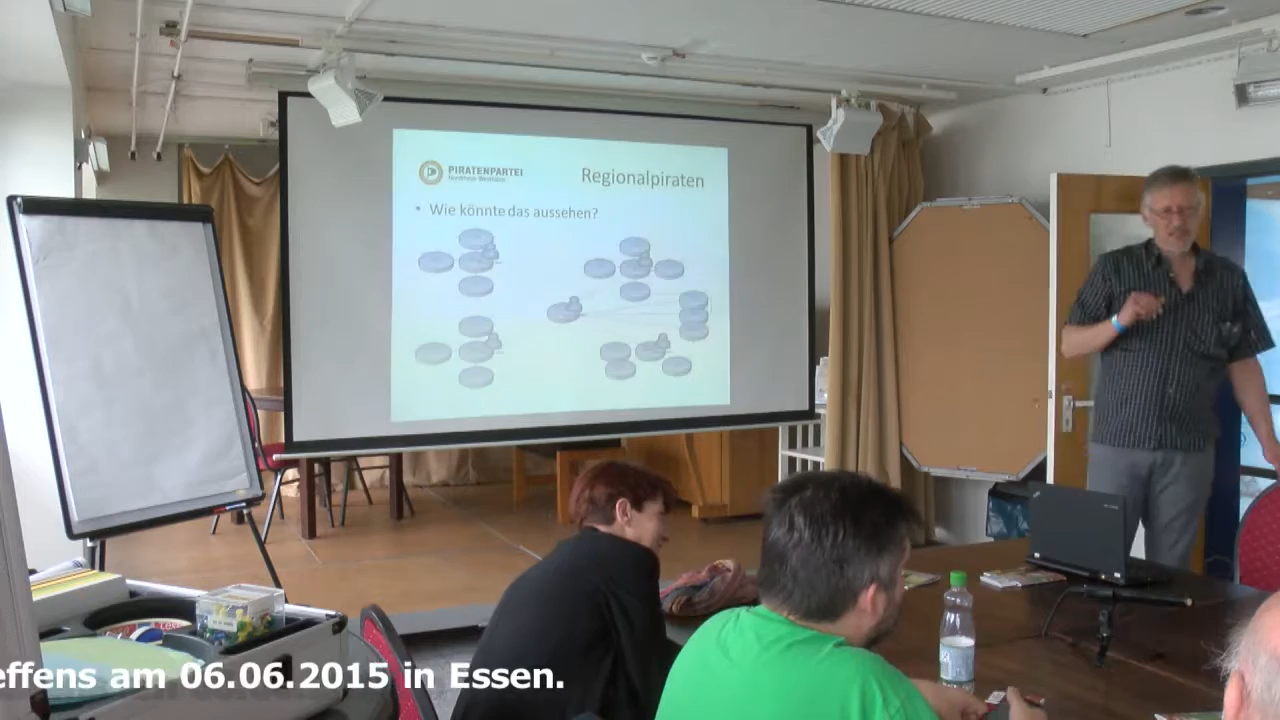 PIRATENPARTEI
Nordrhein-Westfalen
Regionalpiraten
• Wie könnte das aussehen?
effens am 06.06.2015 in Essen.